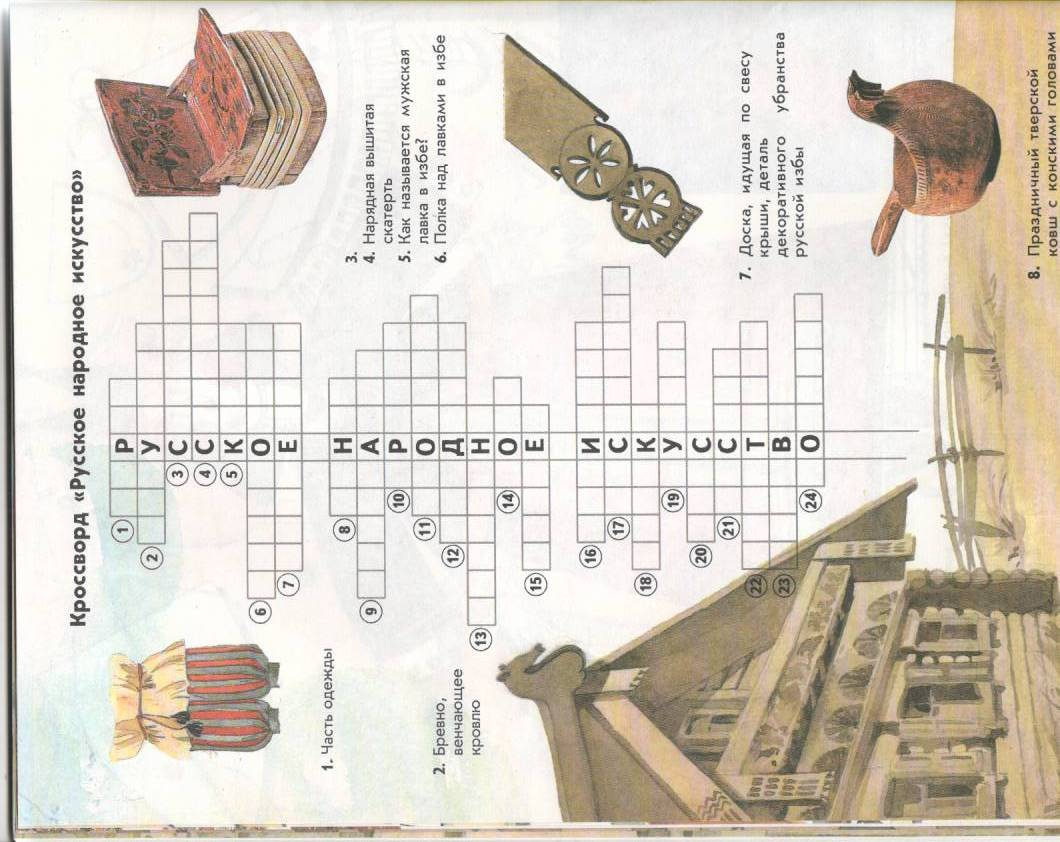 Кроссворд «Русское народное искусство»
1
Р
2
У
3
С
4
С
5
К
6
О
7
Е
8
Н
9
А
10
Р
11
О
12
Д
13
Н
14
О
15
Е
16
И
17
С
18
К
19
У
20
С
21
С
22
Т
23
В
24
О
1. Часть одежды
2. Бревно,
венчающее
кровлю
3.
4. Нарядная вышитая
скатерть
5. Как называется мужская
лавка в избе?
6. Полка над лавками в избе
7. Доска, идущая по свесу
крыши, деталь
декоративного убранства
русской избы
8. Праздничный тверской
ковш с конскими головами